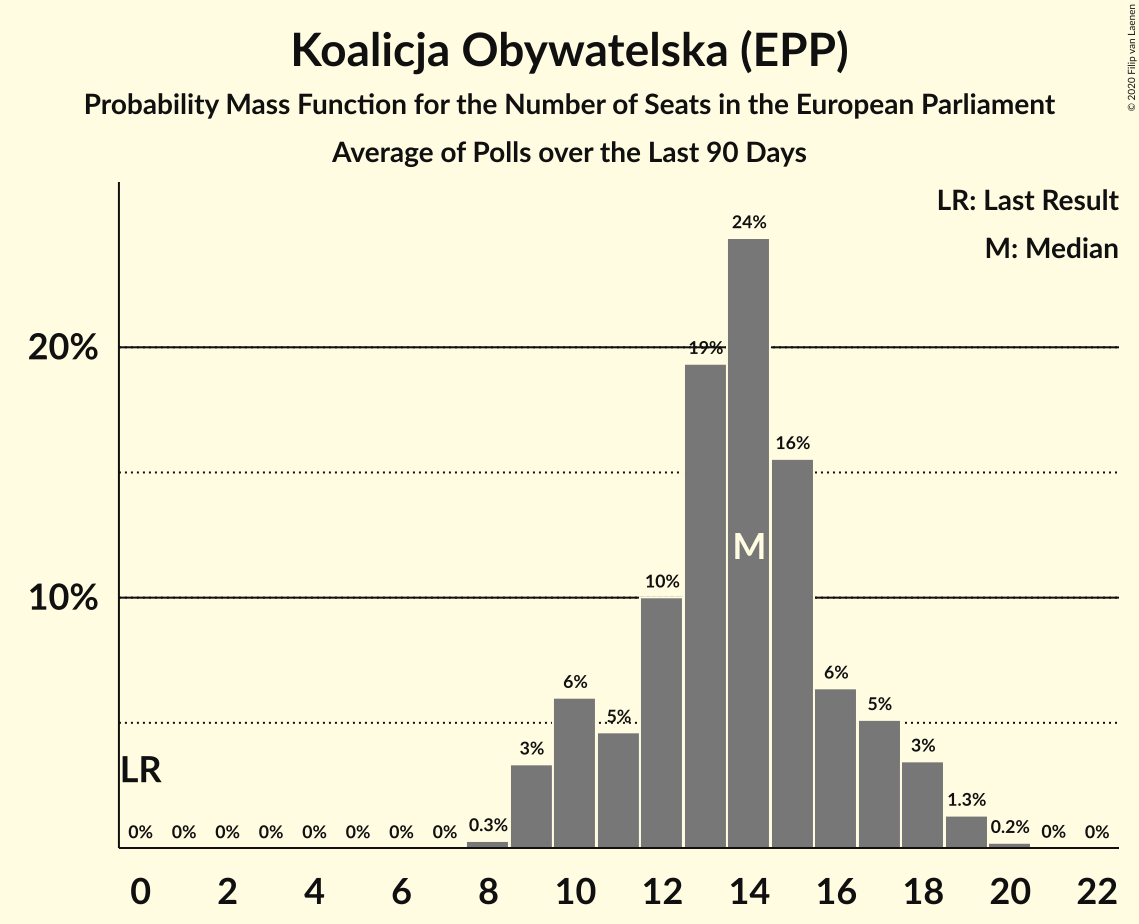 Koalicja Obywatelska (EPP)
Probability Mass Function for the Number of Seats in the European Parliament
Average of Polls over the Last 90 Days
© 2020 Filip van Laenen
LR: Last Result
M: Median
24%
20%
19%
16%
M
10%
10%
6%
6%
5%
5%
3%
3%
LR
1.3%
0% 0% 0% 0% 0% 0% 0% 0% 0.3% 0.2% 0% 0%
0 2 4 6 8 10 12 14 16 18 20 22